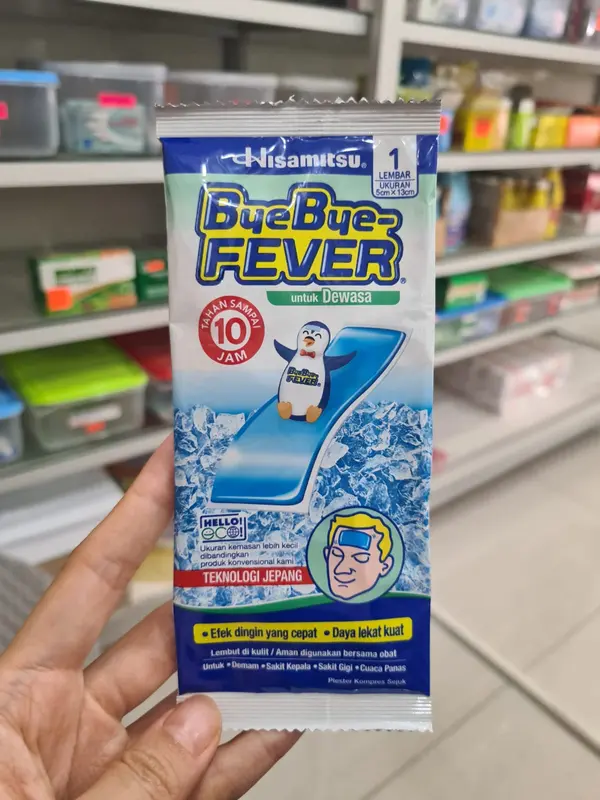 Hisamitsu®
1
LEMBAR
UKURAN
5cm x 13cm
ByeBye-
FEVER®
untuk Dewasa
TAHAN SAMPAI
10
JAM
ByeBye-
FEVER®
HELLO!
eco!
Ukuran kemasan lebih kecil
dibandingkan
produk konvensional kami
TEKNOLOGI JEPANG
• Efek dingin yang cepat • Daya lekat kuat
Lembut di kulit / Aman digunakan bersama obat
Untuk • Demam • Sakit Kepala • Sakit Gigi • Cuaca Panas
Plester Kompres Sejuk